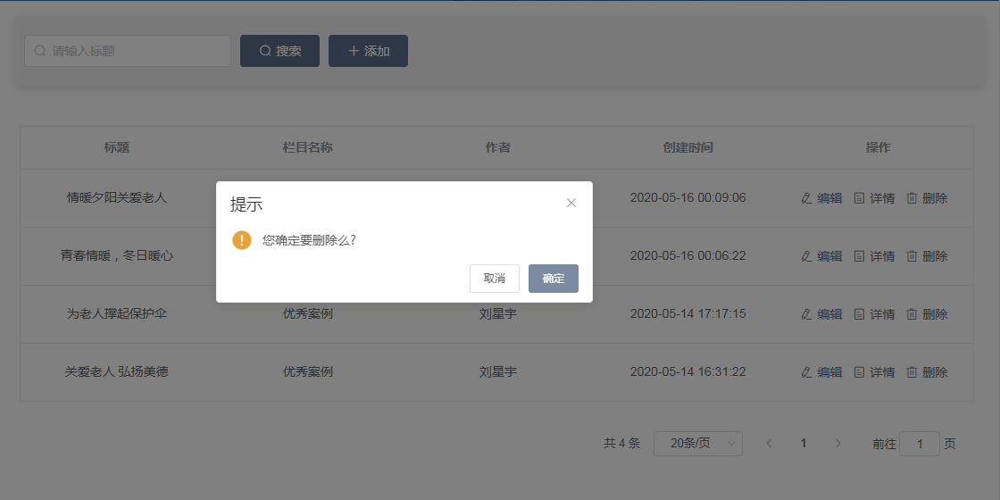 请输入标题 搜索 添加
标题 栏目名称 作者 创建时间 操作
情暖夕阳关爱老人 2020-05-16 00:09:06 编辑 详情 删除
提示
您确定要删除么?
取消 确定
青春情暖，冬日暖心 2020-05-16 00:06:22 编辑 详情 删除
为老人撑起保护伞 优秀案例 刘星宇 2020-05-14 17:17:15 编辑 详情 删除
关爱老人 弘扬美德 优秀案例 刘星宇 2020-05-14 16:31:22 编辑 详情 删除
共 4 条 20条/页 1 前往 1 页